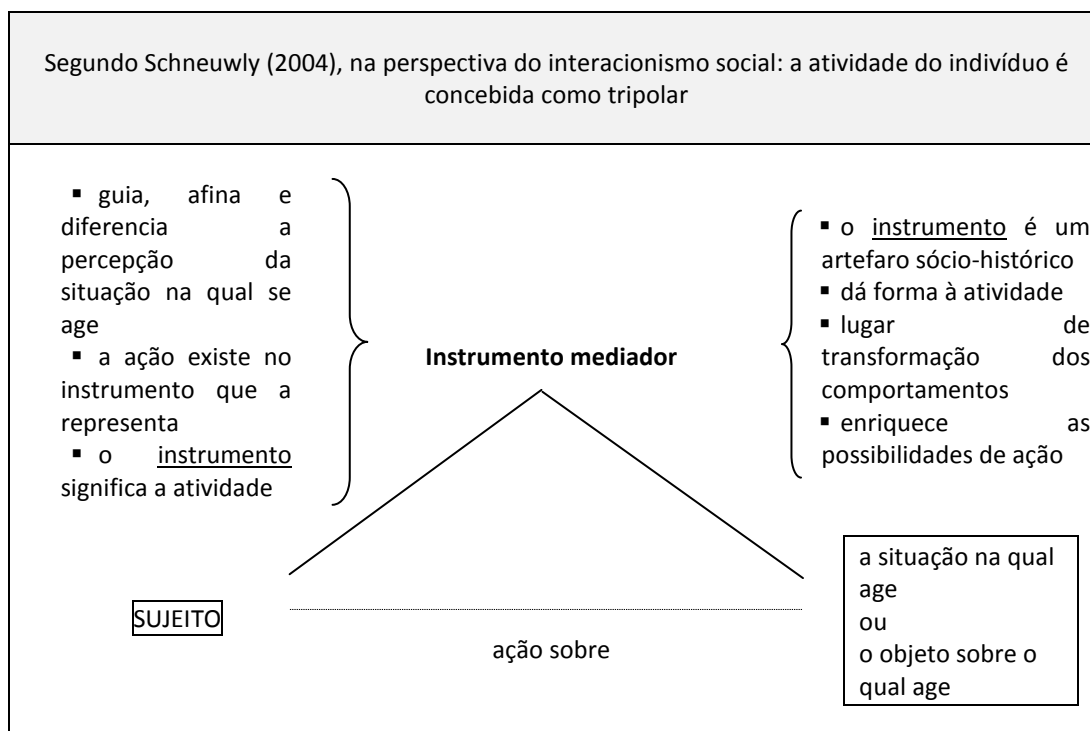 Segundo Schneuwly (2004), na perspectiva do interacionismo social: a atividade do indivíduo é
concebida como tripolar
▪ guia, afina e
diferencia a
percepção da
situação na qual se
age
▪ a ação existe no
instrumento que a
representa
▪ o instrumento
significa a atividade
Instrumento mediador
▪ o instrumento é um
artefaro sócio-histórico
▪ dá forma à atividade
▪ lugar de
transformação dos
comportamentos
▪ enriquece as
possibilidades de ação
SUJEITO
ação sobre
a situação na qual
age
ou
o objeto sobre o
qual age